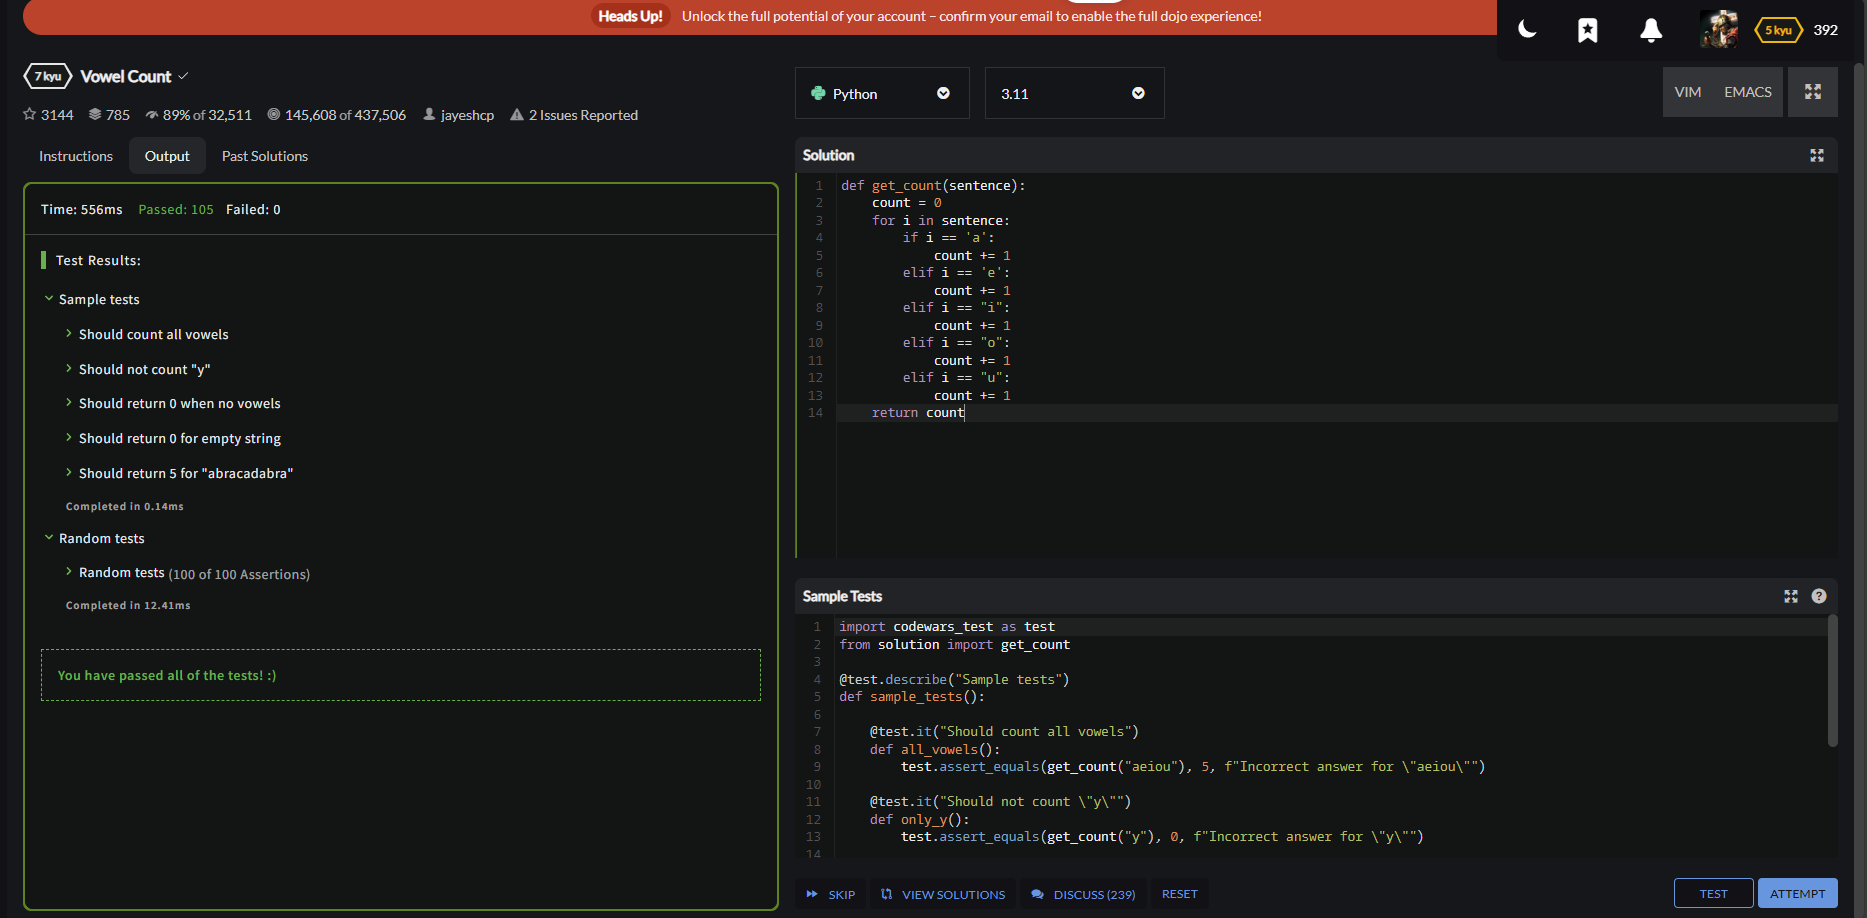 Heads Up! Unlock the full potential of your account – confirm your email to enable the full dojo experience!
5 kyu 392
7 kyu Vowel Count
3144 785 89% of 32,511 145,608 of 437,506 jayeshcp 2 Issues Reported
Instructions Output Past Solutions
Time: 556ms Passed: 105 Failed: 0
Test Results:
Sample tests
Should count all vowels
Should not count "y"
Should return 0 when no vowels
Should return 0 for empty string
Should return 5 for "abracadabra"
Completed in 0.14ms
Random tests
Random tests (100 of 100 Assertions)
Completed in 12.41ms
You have passed all of the tests! :)
Python 3.11
VIM EMACS
Solution
1 def get_count(sentence):
2 count = 0
3 for i in sentence:
4 if i == 'a':
5 count += 1
6 elif i == 'e':
7 count += 1
8 elif i == "i":
9 count += 1
10 elif i == "o":
11 count += 1
12 elif i == "u":
13 count += 1
14 return count
Sample Tests
1 import codewars_test as test
2 from solution import get_count
3
4 @test.describe("Sample tests")
5 def sample_tests():
6
7 @test.it("Should count all vowels")
8 def all_vowels():
9 test.assert_equals(get_count("aeiou"), 5, f"Incorrect answer for \"aeiou\"")
10
11 @test.it("Should not count \"y\"")
12 def only_y():
13 test.assert_equals(get_count("y"), 0, f"Incorrect answer for \"y\"")
14
SKIP VIEW SOLUTIONS DISCUSS (239) RESET
TEST ATTEMPT